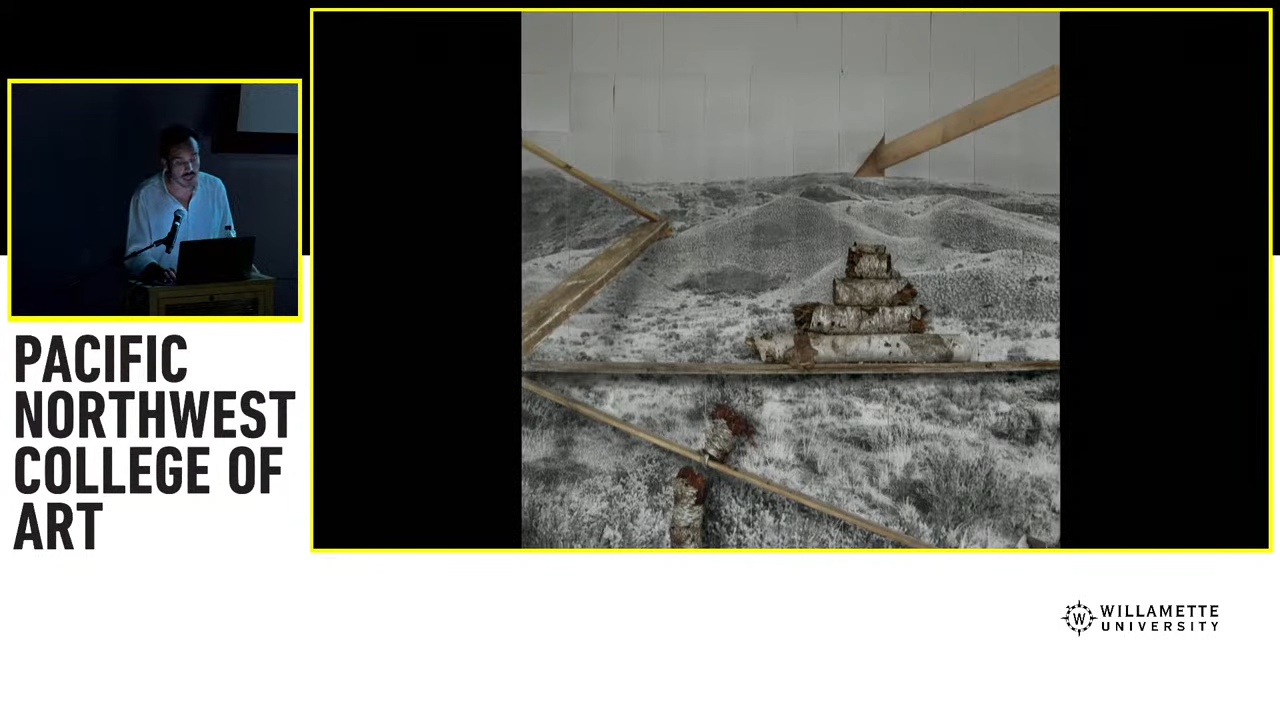 PACIFIC
NORTHWEST
COLLEGE OF
ART
W
WILLAMETTE
UNIVERSITY